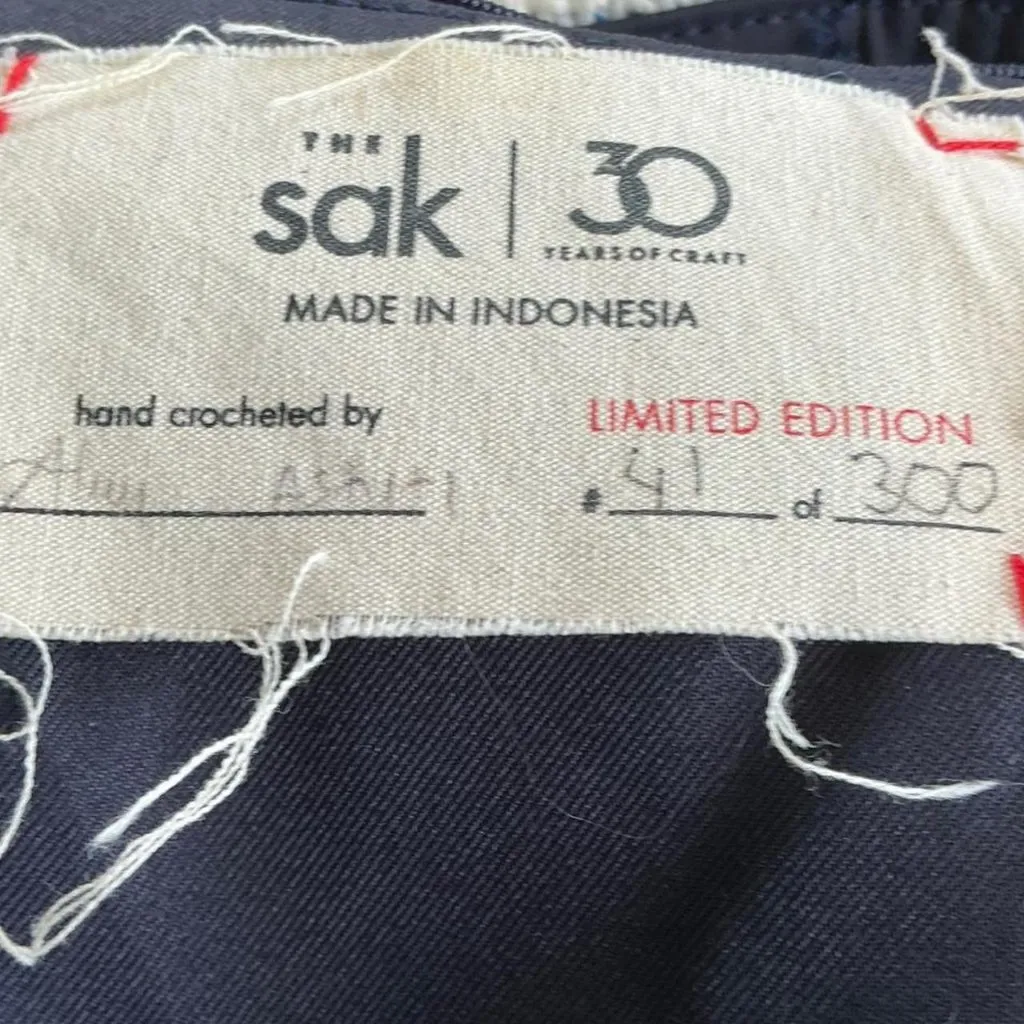 THE
sak | 30
YEARS OF CRAFT
MADE IN INDONESIA
hand crocheted by
LIMITED EDITION
# 41 of 300